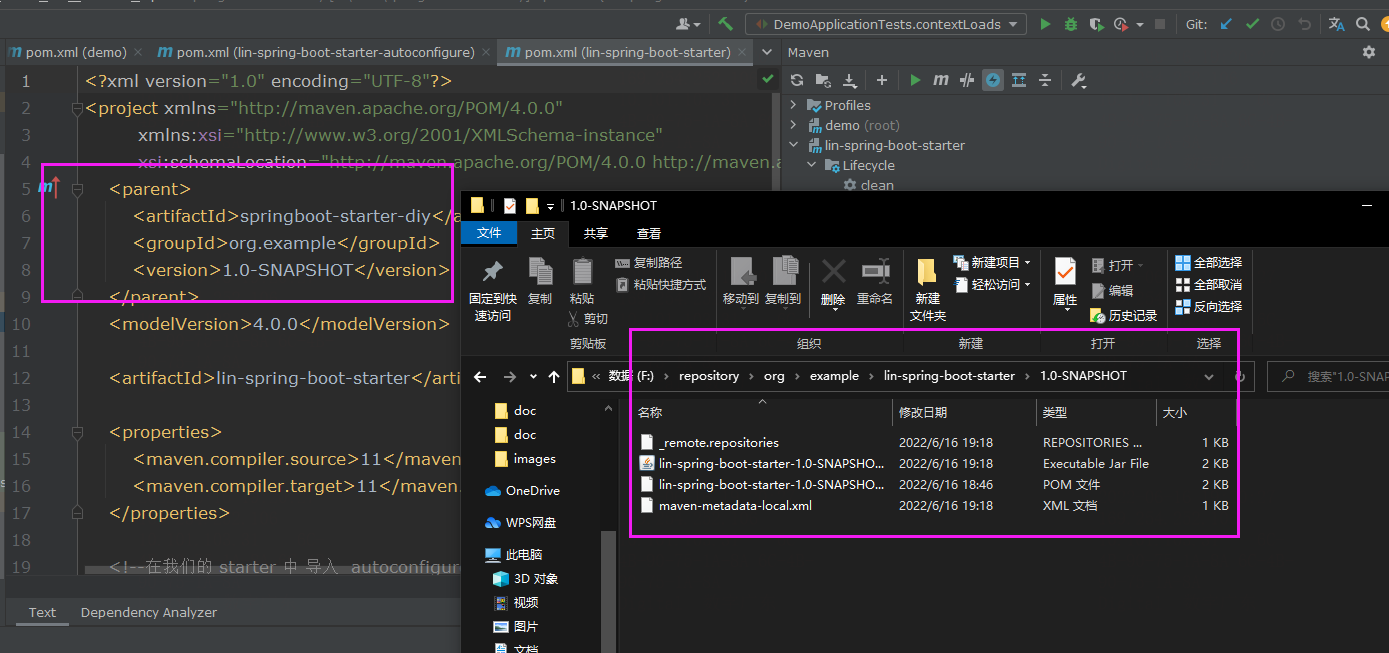 DemoApplicationTests.contextLoads
Git:
pom.xml (demo)
pom.xml (lin-spring-boot-starter-autoconfigure)
pom.xml (lin-spring-boot-starter)
Maven
1 <?xml version="1.0" encoding="UTF-8"?>
2 <project xmlns="http://maven.apache.org/POM/4.0.0"
3 xmlns:xsi="http://www.w3.org/2001/XMLSchema-instance"
4 xsi:schemaLocation="http://maven.apache.org/POM/4.0.0 http://maven.a
5 <parent>
6 <artifactId>springboot-starter-diy</a
7 <groupId>org.example</groupId>
8 <version>1.0-SNAPSHOT</version>
9 </parent>
10 <modelVersion>4.0.0</modelVersion>
11
12 <artifactId>lin-spring-boot-starter</arti
13
14 <properties>
15 <maven.compiler.source>11</maven
16 <maven.compiler.target>11</maven.
17 </properties>
18
19 <!--在我们的 starter 中 导入 autoconfigure
Text
Dependency Analyzer
Profiles
demo (root)
lin-spring-boot-starter
Lifecycle
clean
1.0-SNAPSHOT
文件
主页
共享
查看
固定到快
速访问
复制
粘贴
复制路径
粘贴快捷方式
剪切
剪贴板
移动到
复制到
删除
重命名
组织
新建
文件夹
新建项目
轻松访问
新建
属性
打开
编辑
历史记录
打开
全部选择
全部取消
反向选择
选择
« 数据 (F:) › repository › org › example › lin-spring-boot-starter › 1.0-SNAPSHOT
搜索"1.0-SNAP
doc
doc
images
OneDrive
WPS网盘
此电脑
3D 对象
视频
图片
文档
名称 修改日期 类型 大小
_remote.repositories 2022/6/16 19:18 REPOSITORIES ... 1 KB
lin-spring-boot-starter-1.0-SNAPSHO... 2022/6/16 19:18 Executable Jar File 2 KB
lin-spring-boot-starter-1.0-SNAPSHO... 2022/6/16 18:46 POM 文件 2 KB
maven-metadata-local.xml 2022/6/16 19:18 XML 文档 1 KB